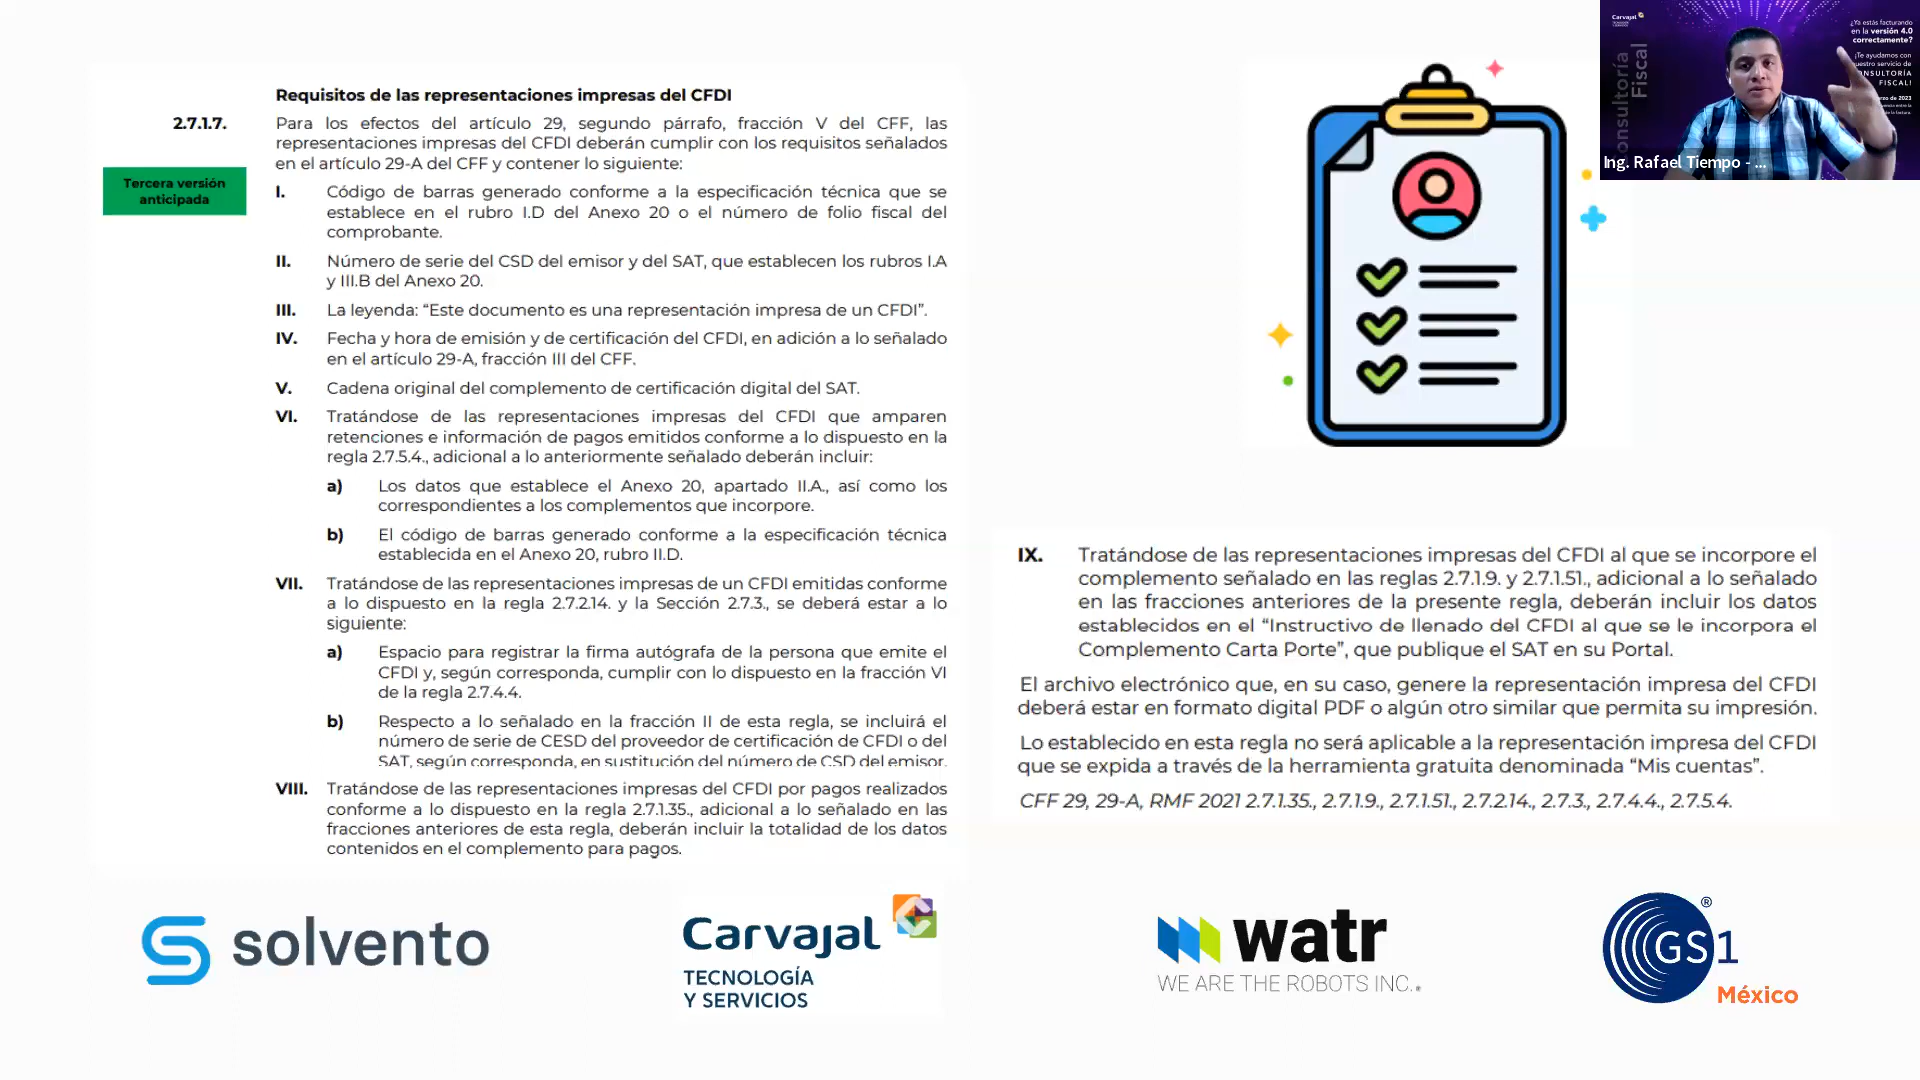 Requisitos de las representaciones impresas del CFDI
2.7.1.7.
Para los efectos del artículo 29, segundo párrafo, fracción V del CFF, las
representaciones impresas del CFDI deberán cumplir con los requisitos señalados
en el artículo 29-A del CFF y contener lo siguiente:
Tercera versión
anticipada
I. Código de barras generado conforme a la especificación técnica que se
establece en el rubro I.D del Anexo 20 o el número de folio fiscal del
comprobante.
II. Número de serie del CSD del emisor y del SAT, que establecen los rubros I.A
y III.B del Anexo 20.
III. La leyenda: “Este documento es una representación impresa de un CFDI”.
IV. Fecha y hora de emisión y de certificación del CFDI, en adición a lo señalado
en el artículo 29-A, fracción III del CFF.
V. Cadena original del complemento de certificación digital del SAT.
VI. Tratándose de las representaciones impresas del CFDI que amparen
retenciones e información de pagos emitidos conforme a lo dispuesto en la
regla 2.7.5.4., adicional a lo anteriormente señalado deberán incluir:
a) Los datos que establece el Anexo 20, apartado II.A., así como los
correspondientes a los complementos que incorpore.
b) El código de barras generado conforme a la especificación técnica
establecida en el Anexo 20, rubro II.D.
VII. Tratándose de las representaciones impresas de un CFDI emitidas conforme
a lo dispuesto en la regla 2.7.2.14. y la Sección 2.7.3., se deberá estar a lo
siguiente:
a) Espacio para registrar la firma autógrafa de la persona que emite el
CFDI y, según corresponda, cumplir con lo dispuesto en la fracción VI
de la regla 2.7.4.4.
b) Respecto a lo señalado en la fracción II de esta regla, se incluirá el
número de serie de CESD del proveedor de certificación de CFDI o del
SAT, según corresponda, en sustitución del número de CSD del emisor.
VIII. Tratándose de las representaciones impresas del CFDI por pagos realizados
conforme a lo dispuesto en la regla 2.7.1.35., adicional a lo señalado en las
fracciones anteriores de esta regla, deberán incluir la totalidad de los datos
contenidos en el complemento para pagos.
IX. Tratándose de las representaciones impresas del CFDI al que se incorpore el
complemento señalado en las reglas 2.7.1.9. y 2.7.1.51., adicional a lo señalado
en las fracciones anteriores de la presente regla, deberán incluir los datos
establecidos en el “Instructivo de llenado del CFDI al que se le incorpora el
Complemento Carta Porte”, que publique el SAT en su Portal.
El archivo electrónico que, en su caso, genere la representación impresa del CFDI
deberá estar en formato digital PDF o algún otro similar que permita su impresión.
Lo establecido en esta regla no será aplicable a la representación impresa del CFDI
que se expida a través de la herramienta gratuita denominada “Mis cuentas”.
CFF 29, 29-A, RMF 2021 2.7.1.35., 2.7.1.9., 2.7.1.51., 2.7.2.14., 2.7.3., 2.7.4.4., 2.7.5.4.
Carvajal
onsultoría
Fiscal
¿Ya estás facturando
en la versión 4.0
correctamente?
¡Te ayudamos con
uestro servicio de
ONSULTORÍA
FISCAL!
rzo de 2023
Ing. Rafael Tiempo - ...
solvento
Carvajal
TECNOLOGÍA
Y SERVICIOS
watr
WE ARE THE ROBOTS INC.®
GS1®
México